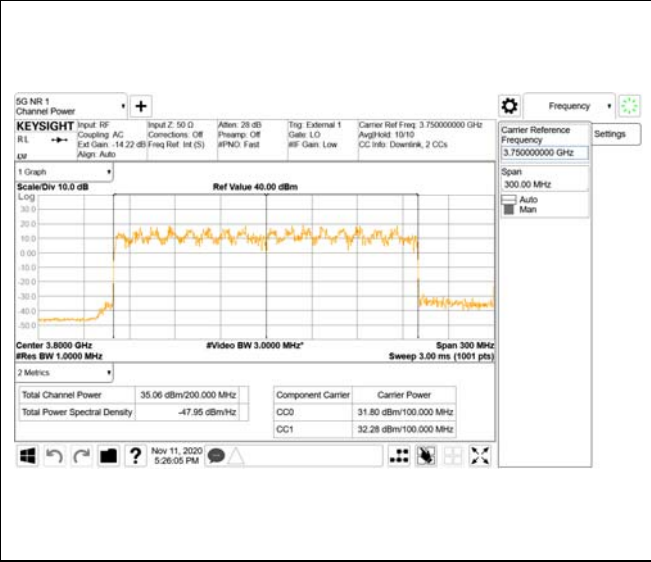 5G NR 1
Channel Power
Frequency
KEYSIGHT
RL
Input: RF
Coupling: AC
Ext Gain: -14.22 dB
Align: Auto
Input Z: 50 Ω
Corrections: Off
Freq Ref: Int (S)
Atten: 28 dB
Preamp: Off
#PNO: Fast
Trig: External 1
Gate: LO
#IF Gain: Low
Carrier Ref Freq: 3.750000000 GHz
Avg|Hold: 10/10
CC Info: Downlink, 2 CCs
Carrier Reference
Frequency
3.750000000 GHz
Settings
Span
300.00 MHz
Auto
Man
1 Graph
Scale/Div 10.0 dB
Ref Value 40.00 dBm
Log
30.0
20.0
10.0
0.00
-10.0
-20.0
-30.0
-40.0
-50.0
Center 3.8000 GHz
#Video BW 3.0000 MHz*
Span 300 MHz
#Res BW 1.0000 MHz
Sweep 3.00 ms (1001 pts)
2 Metrics
Total Channel Power 35.06 dBm/200.000 MHz
Total Power Spectral Density -47.95 dBm/Hz
Component Carrier Carrier Power
CC0 31.80 dBm/100.000 MHz
CC1 32.28 dBm/100.000 MHz
?
Nov 11, 2020
5:26:05 PM